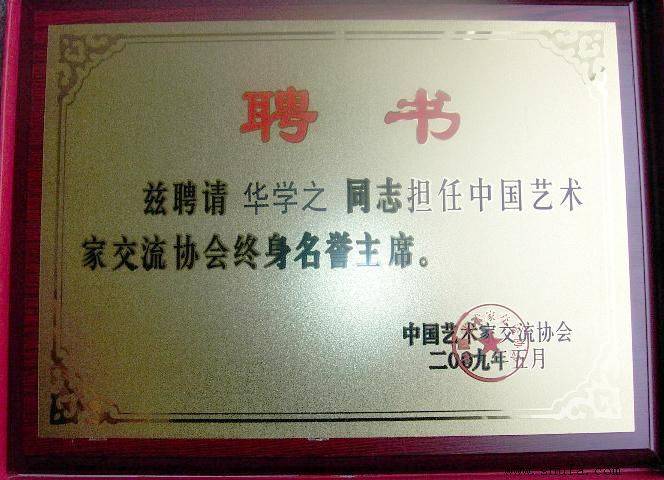 聘书
兹聘请 华学之 同志担任中国艺术
家交流协会终身名誉主席。
中国艺术家交流协会
二00九年五月